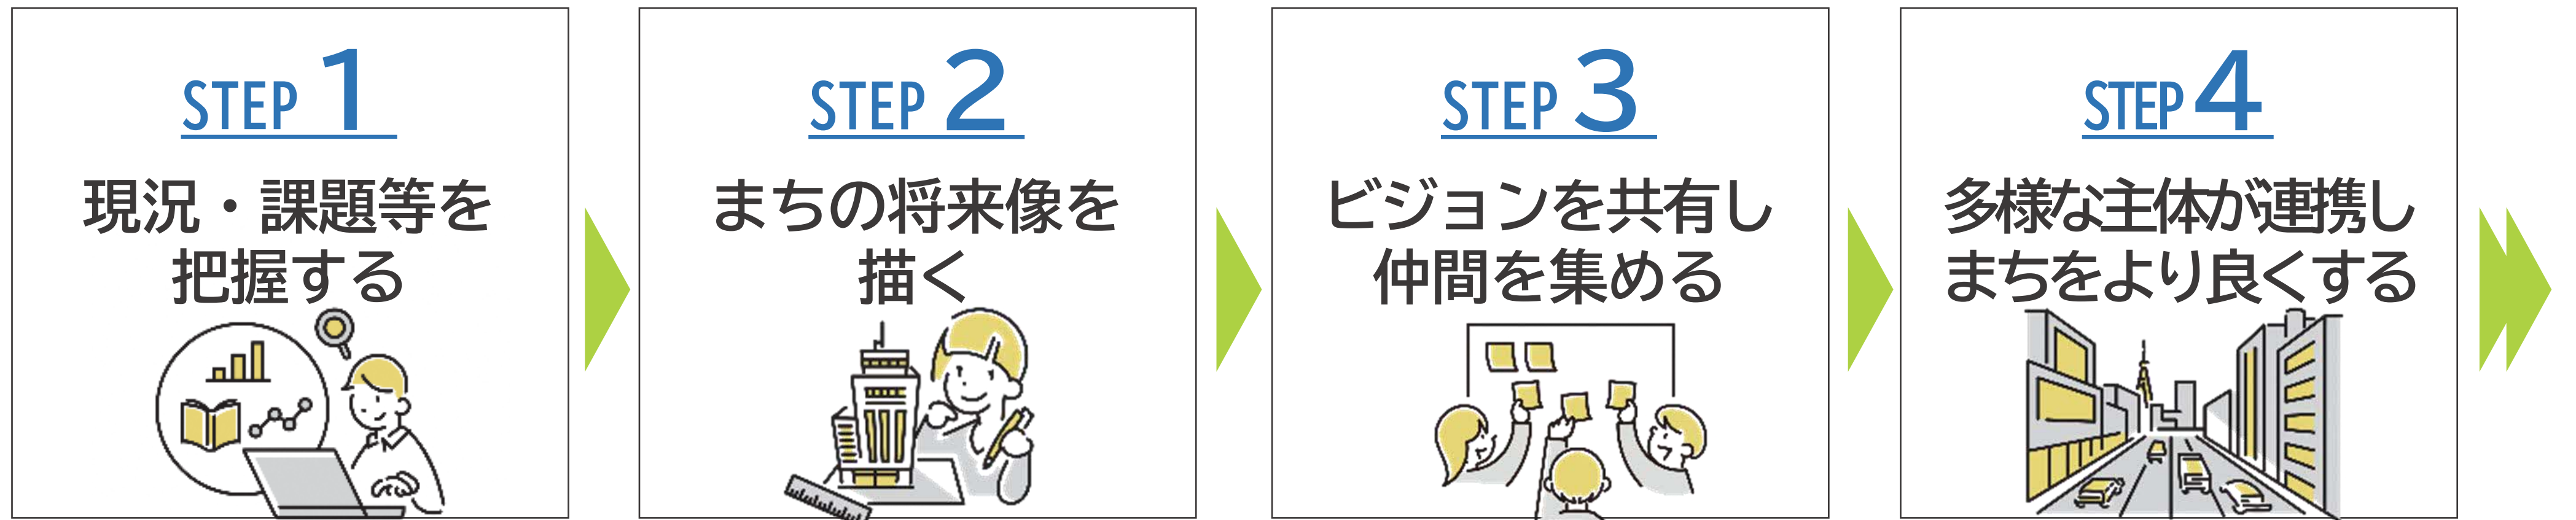 STEP 1
現況・課題等を
把握する
STEP 2
まちの将来像を
描く
STEP 3
ビジョンを共有し
仲間を集める
STEP 4
多様な主体が連携し
まちをより良くする